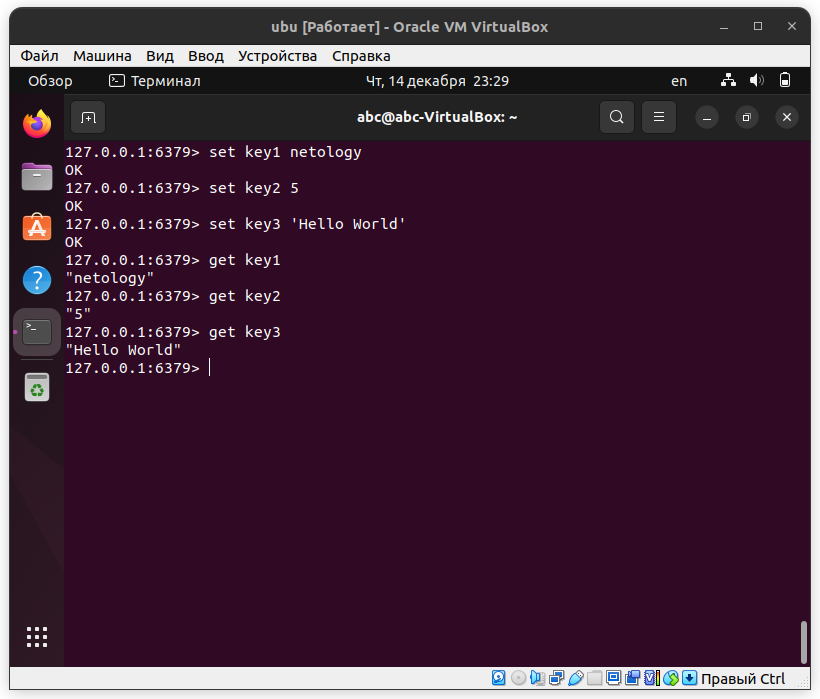 ubu [Работает] - Oracle VM VirtualBox
Файл Машина Вид Ввод Устройства Справка
Обзор Терминал Чт, 14 декабря 23:29 en
abc@abc-VirtualBox: ~
127.0.0.1:6379> set key1 netology
OK
127.0.0.1:6379> set key2 5
OK
127.0.0.1:6379> set key3 'Hello World'
OK
127.0.0.1:6379> get key1
"netology"
127.0.0.1:6379> get key2
"5"
127.0.0.1:6379> get key3
"Hello World"
127.0.0.1:6379>
Правый Ctrl